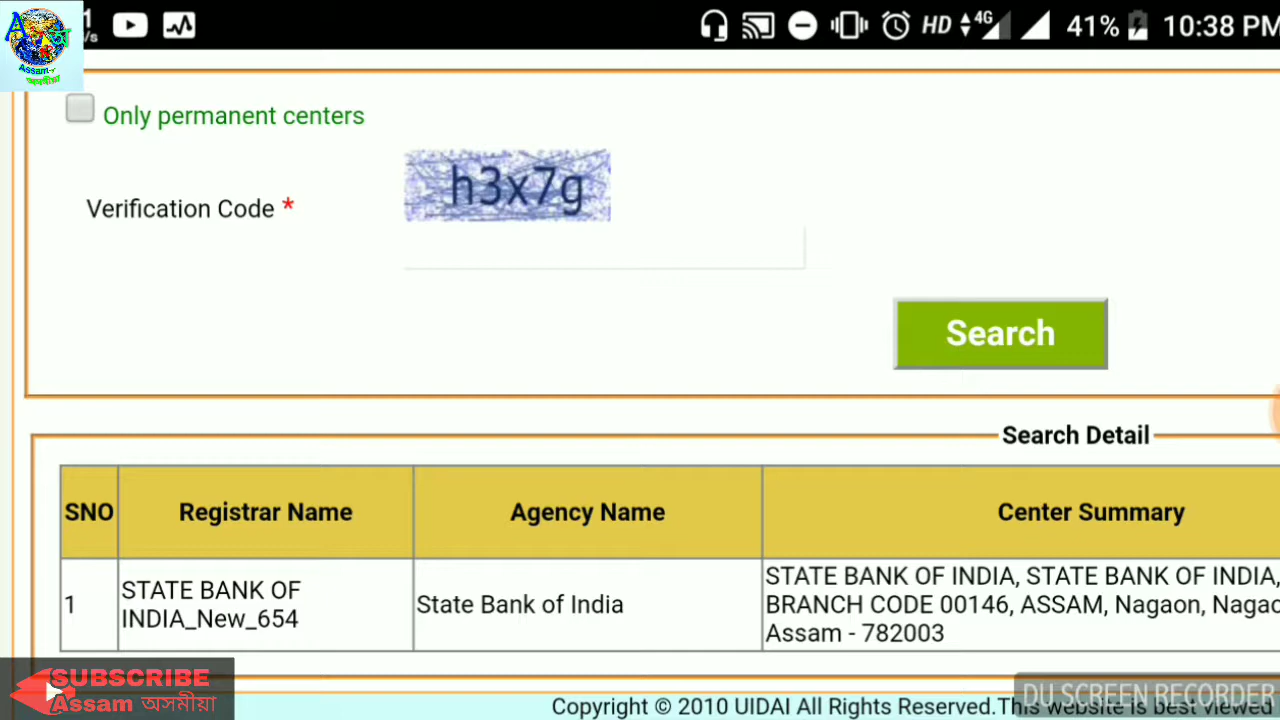 1
/s
HD 4G 41% 10:38 PM
Assam-
অসমীয়া
Only permanent centers
h3x7g
Verification Code *
Search
Search Detail
SNO Registrar Name Agency Name Center Summary
1 STATE BANK OF INDIA_New_654 State Bank of India STATE BANK OF INDIA, STATE BANK OF INDIA,
BRANCH CODE 00146, ASSAM, Nagaon,
Assam - 782003
SUBSCRIBE
Assam অসমীয়া
Copyright © 2010 UIDAI All Rights Reserved.This website is best viewed
DU SCREEN RECORDER